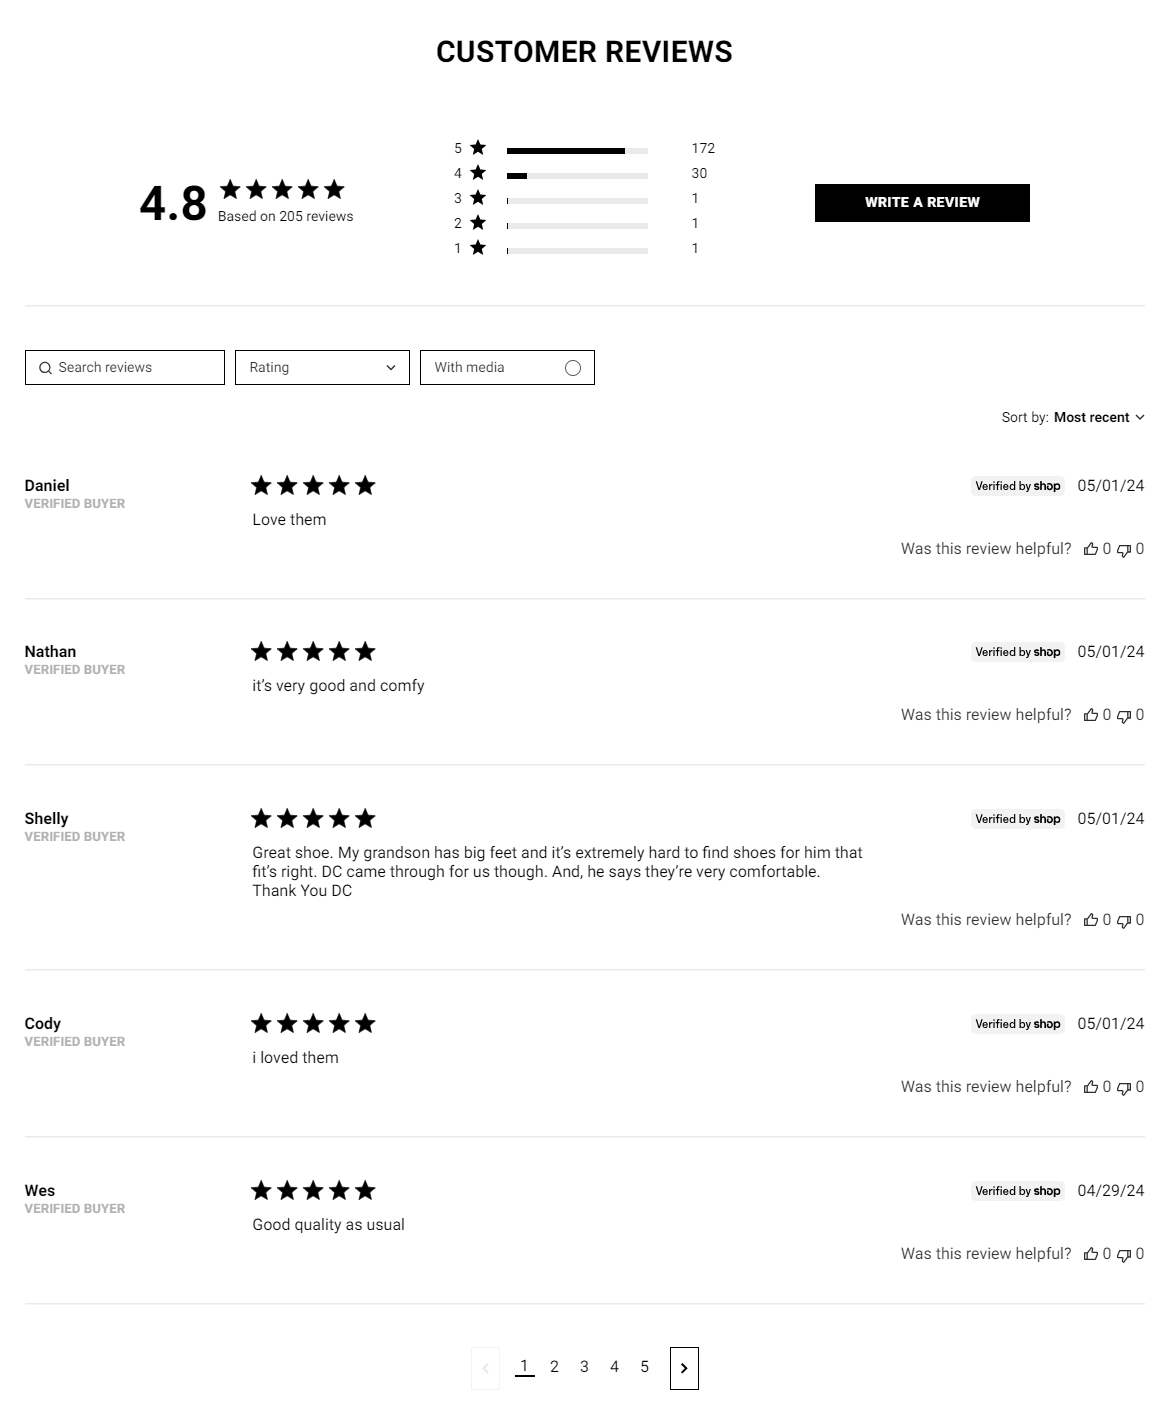 CUSTOMER REVIEWS
4.8
Based on 205 reviews
5 172
4 30
3 1
2 1
1 1
WRITE A REVIEW
Search reviews
Rating
With media
Sort by: Most recent
Daniel
VERIFIED BUYER
Love them
Verified by shop 05/01/24
Was this review helpful? 0 0
Nathan
VERIFIED BUYER
it’s very good and comfy
Verified by shop 05/01/24
Was this review helpful? 0 0
Shelly
VERIFIED BUYER
Great shoe. My grandson has big feet and it’s extremely hard to find shoes for him that
fit’s right. DC came through for us though. And, he says they’re very comfortable.
Thank You DC
Verified by shop 05/01/24
Was this review helpful? 0 0
Cody
VERIFIED BUYER
i loved them
Verified by shop 05/01/24
Was this review helpful? 0 0
Wes
VERIFIED BUYER
Good quality as usual
Verified by shop 04/29/24
Was this review helpful? 0 0
1 2 3 4 5